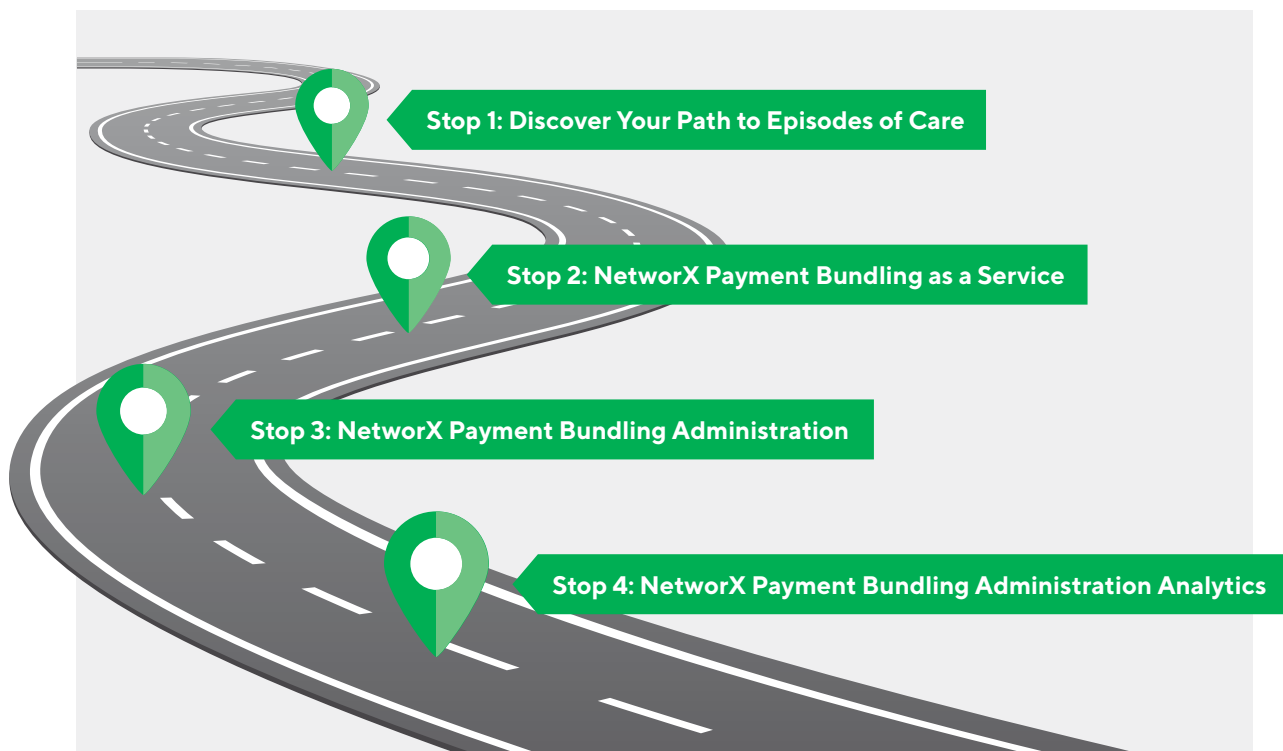 Stop 1: Discover Your Path to Episodes of Care
Stop 2: NetworX Payment Bundling as a Service
Stop 3: NetworX Payment Bundling Administration
Stop 4: NetworX Payment Bundling Administration Analytics